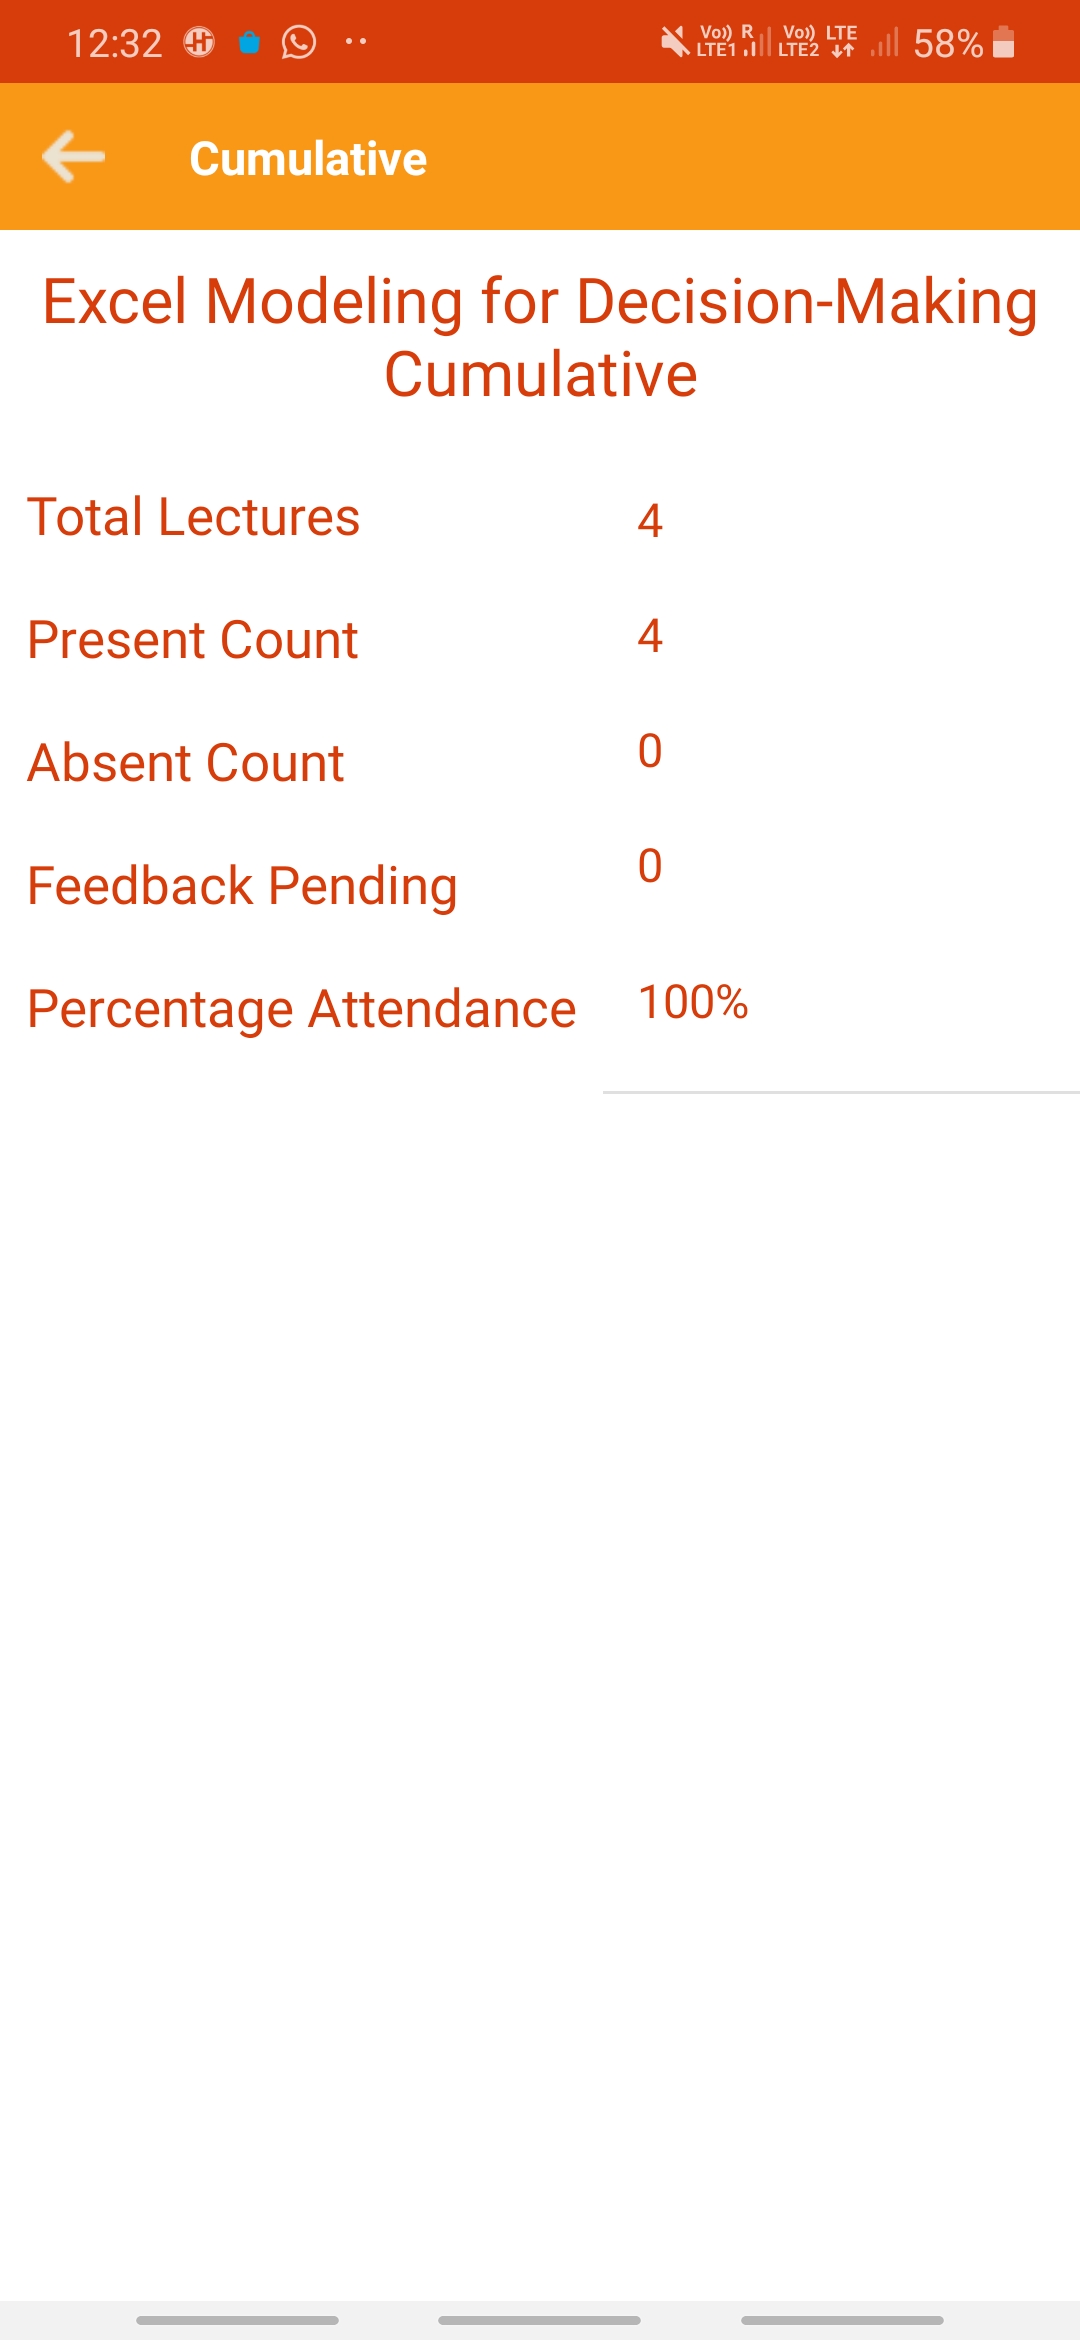 12:32
Vo)) R Vo)) LTE
LTE1 LTE2 58%
Cumulative
Excel Modeling for Decision-Making
Cumulative
Total Lectures 4
Present Count 4
Absent Count 0
Feedback Pending 0
Percentage Attendance 100%